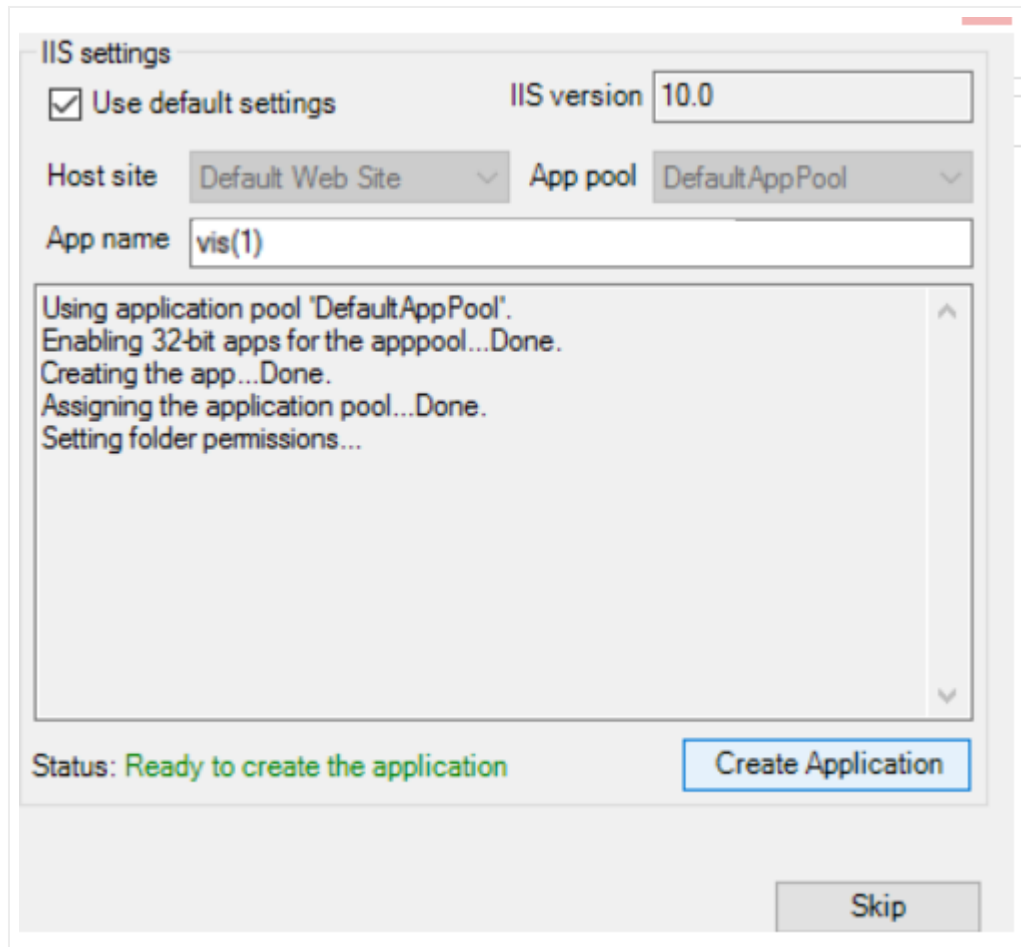 IIS settings
Use default settings IIS version 10.0
Host site Default Web Site App pool DefaultAppPool
App name vis(1)
Using application pool 'DefaultAppPool'.
Enabling 32-bit apps for the apppool...Done.
Creating the app...Done.
Assigning the application pool...Done.
Setting folder permissions...
Status: Ready to create the application Create Application
Skip